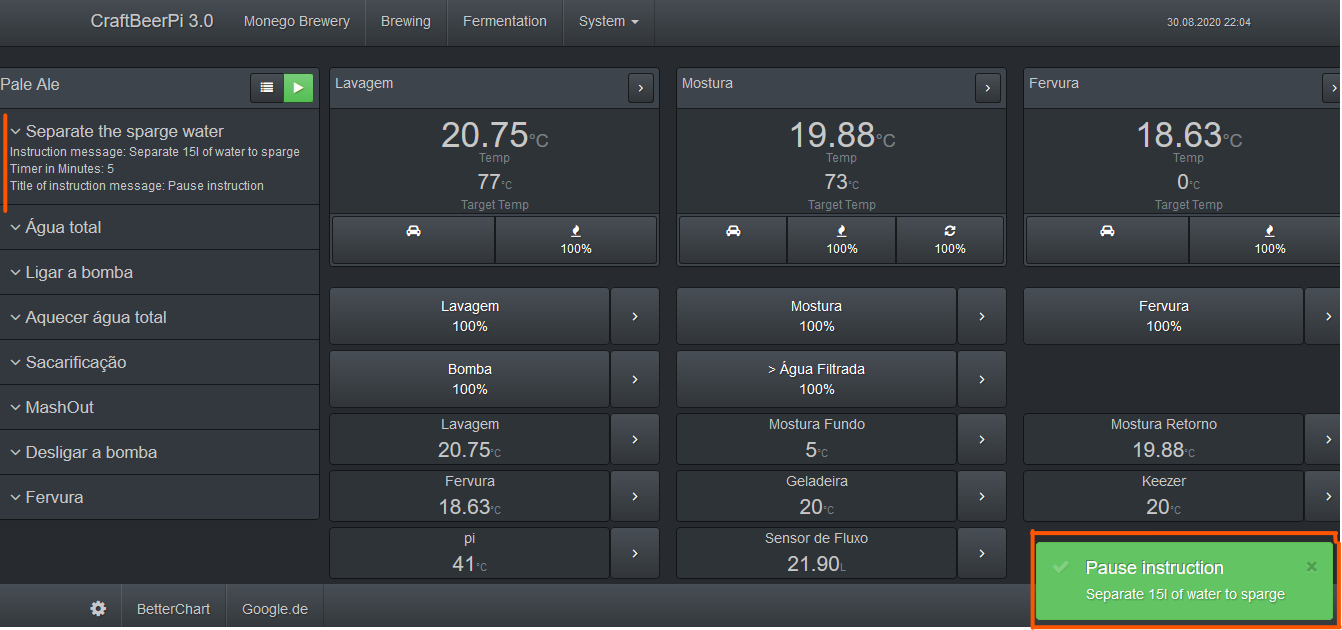 CraftBeerPi 3.0 Monego Brewery Brewing Fermentation System 30.08.2020 22:04
Pale Ale
Separate the sparge water
Instruction message: Separate 15l of water to sparge
Timer in Minutes: 5
Title of instruction message: Pause instruction
Água total
Ligar a bomba
Aquecer água total
Sacarificação
MashOut
Desligar a bomba
Fervura
Lavagem
20.75°C
Temp
77°C
Target Temp
100%
Mostura
19.88°C
Temp
73°C
Target Temp
100% 100%
Fervura
18.63°C
Temp
0°C
Target Temp
100%
Lavagem
100%
Mostura
100%
Fervura
100%
Bomba
100%
> Água Filtrada
100%
Lavagem
20.75°C
Mostura Fundo
5°C
Mostura Retorno
19.88°C
Fervura
18.63°C
Geladeira
20°C
Keezer
20°C
pi
41°C
Sensor de Fluxo
21.90L
Pause instruction
Separate 15l of water to sparge
BetterChart Google.de